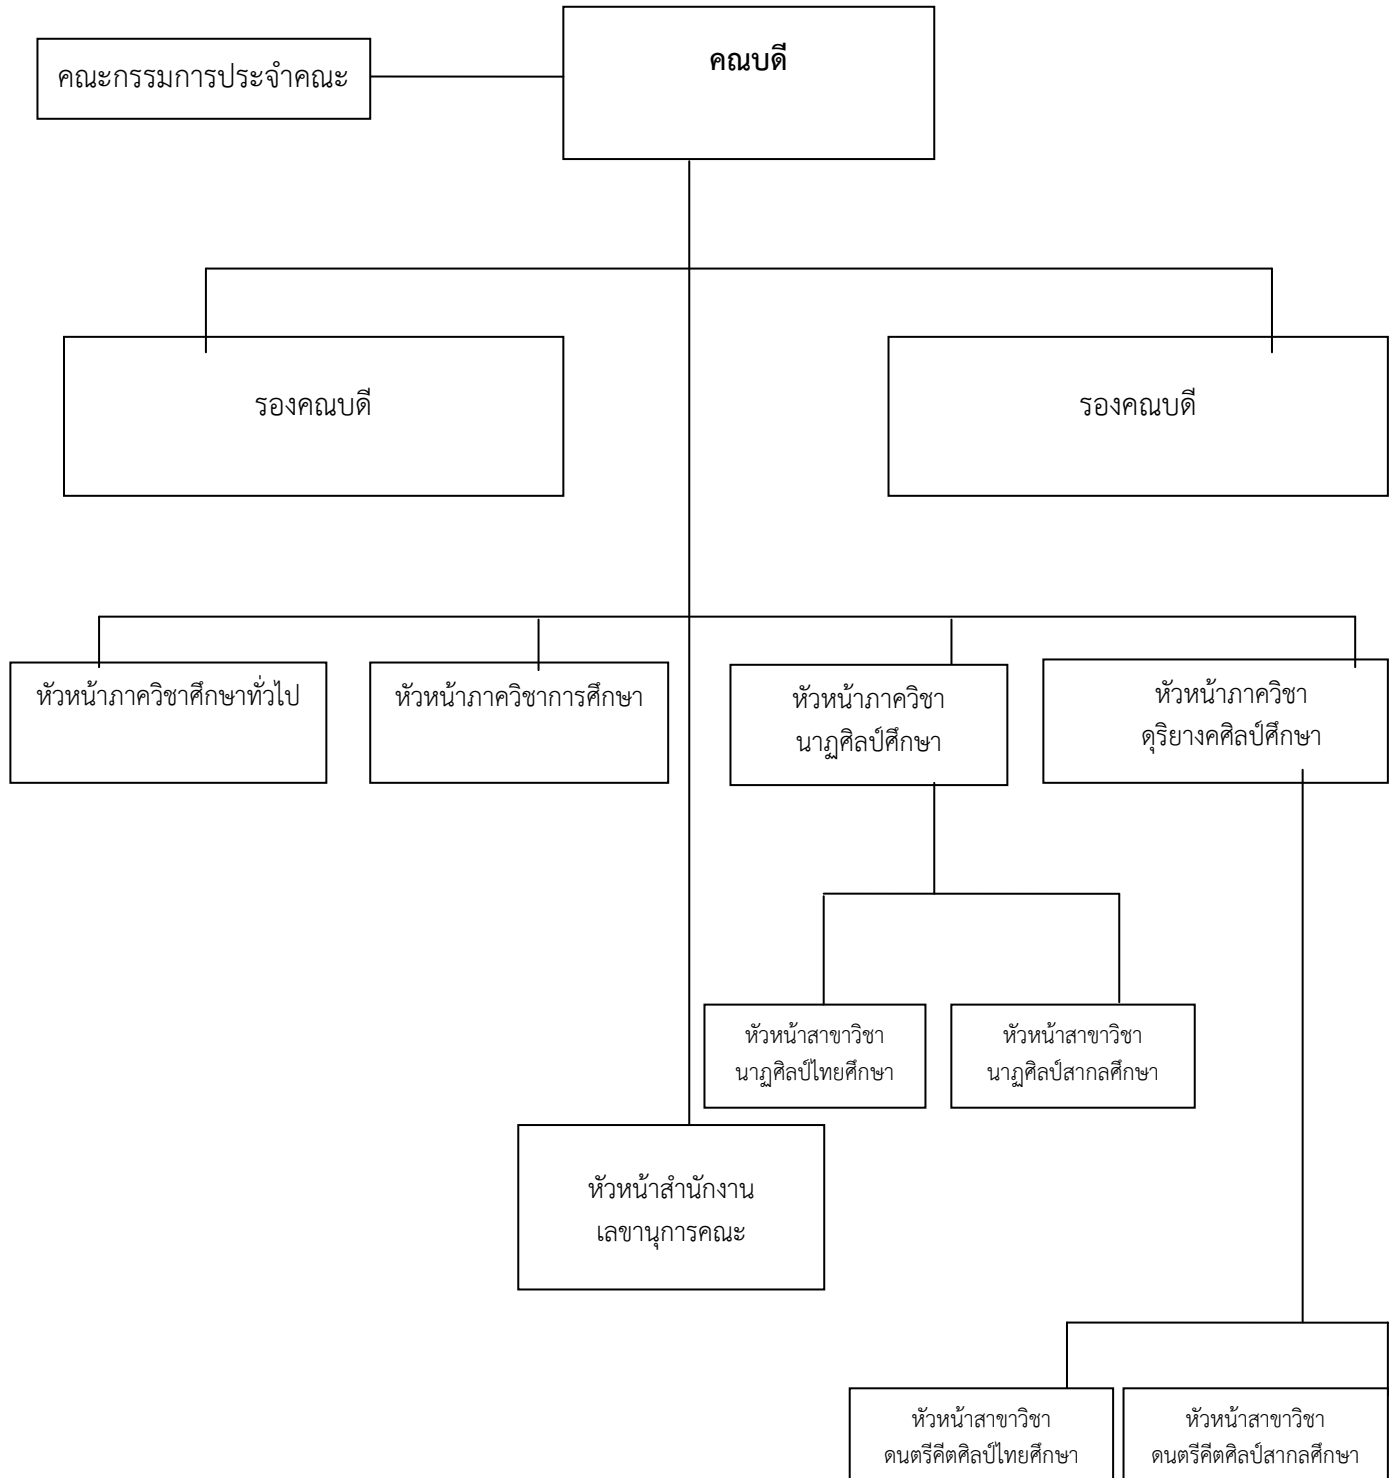 คณบดี
คณะกรรมการประจำคณะ
รองคณบดี
รองคณบดี
หัวหน้าภาควิชาศึกษาทั่วไป
หัวหน้าภาควิชาการศึกษา
หัวหน้าภาควิชา
นาฏศิลป์ศึกษา
หัวหน้าภาควิชา
ดุริยางคศิลป์ศึกษา
หัวหน้าสาขาวิชา
นาฏศิลป์ไทยศึกษา
หัวหน้าสาขาวิชา
นาฏศิลป์สากลศึกษา
หัวหน้าสำนักงาน
เลขานุการคณะ
หัวหน้าสาขาวิชา
ดนตรีคีตศิลป์ไทยศึกษา
หัวหน้าสาขาวิชา
ดนตรีคีตศิลป์สากลศึกษา